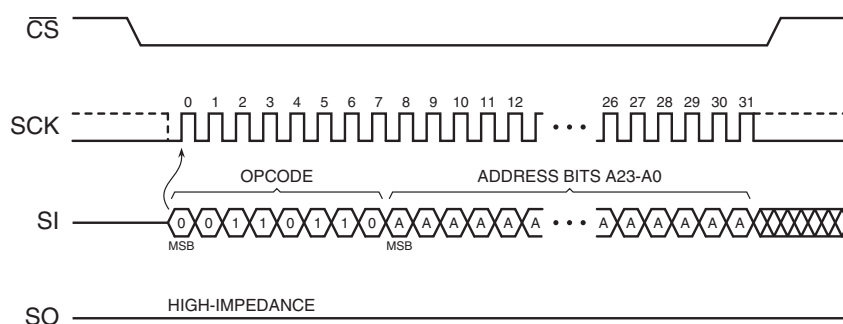 CS
0 1 2 3 4 5 6 7 8 9 10 11 12 26 27 28 29 30 31
SCK
OPCODE ADDRESS BITS A23-A0
SI 0 0 1 1 0 1 1 0 A A A A A A A A A A A A
MSB MSB
HIGH-IMPEDANCE
SO